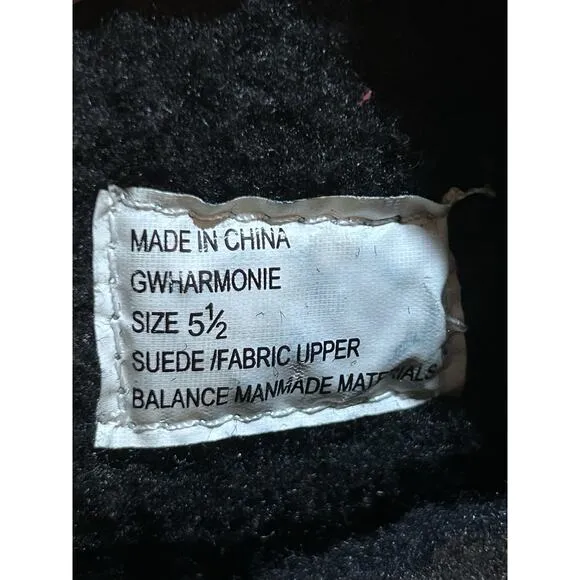 MADE IN CHINA
GWHARMONIE
SIZE 5½
SUEDE /FABRIC UPPER
BALANCE MANMADE MATERIALS